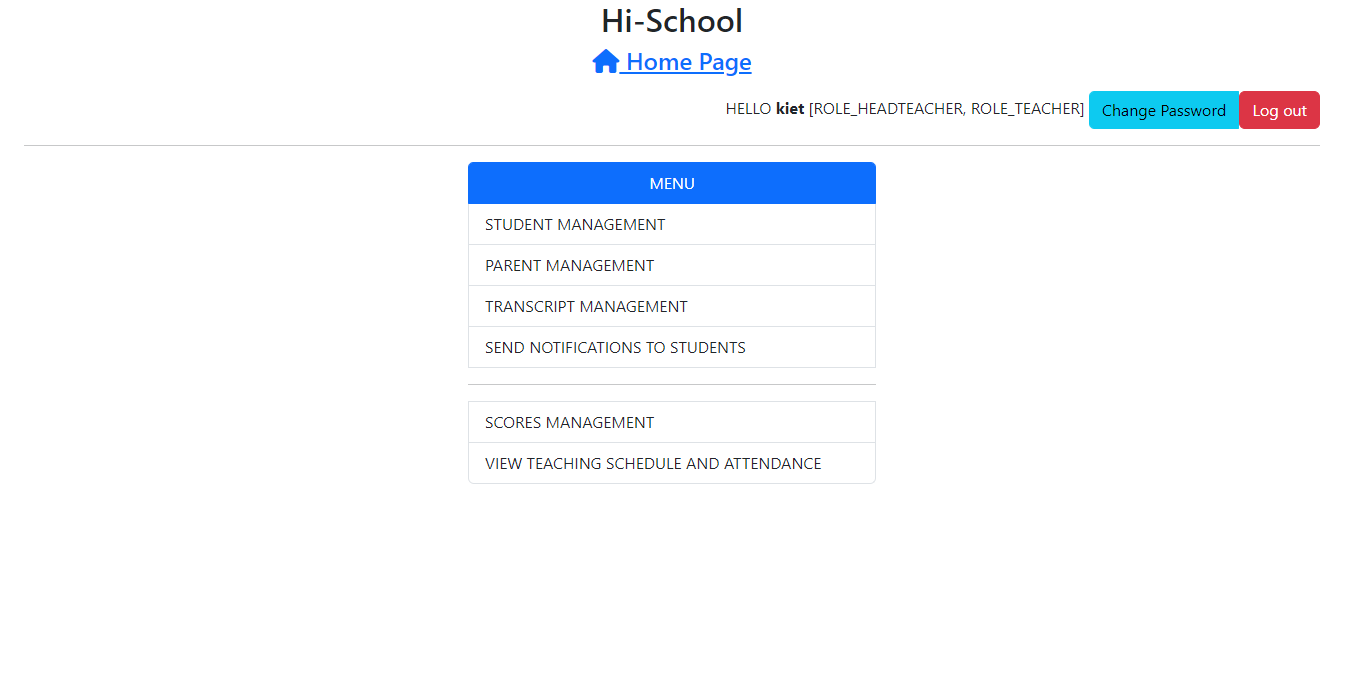 Hi-School
Home Page
HELLO kiet [ROLE_HEADTEACHER, ROLE_TEACHER] Change Password Log out
MENU
STUDENT MANAGEMENT
PARENT MANAGEMENT
TRANSCRIPT MANAGEMENT
SEND NOTIFICATIONS TO STUDENTS
SCORES MANAGEMENT
VIEW TEACHING SCHEDULE AND ATTENDANCE